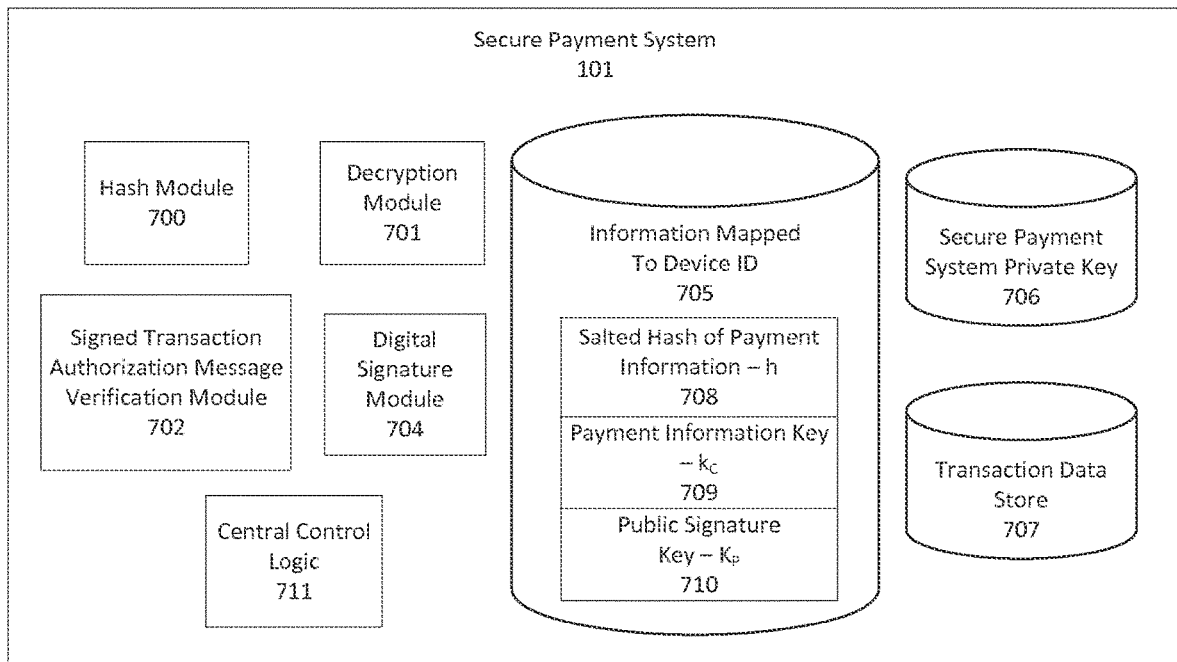 Secure Payment System
101
Hash Module
700
Decryption
Module
701
Signed Transaction
Authorization Message
Verification Module
702
Digital
Signature
Module
704
Central Control
Logic
711
Information Mapped
To Device ID
705
Salted Hash of Payment
Information – h
708
Payment Information Key
– kC
709
Public Signature
Key – KP
710
Secure Payment
System Private Key
706
Transaction Data
Store
707